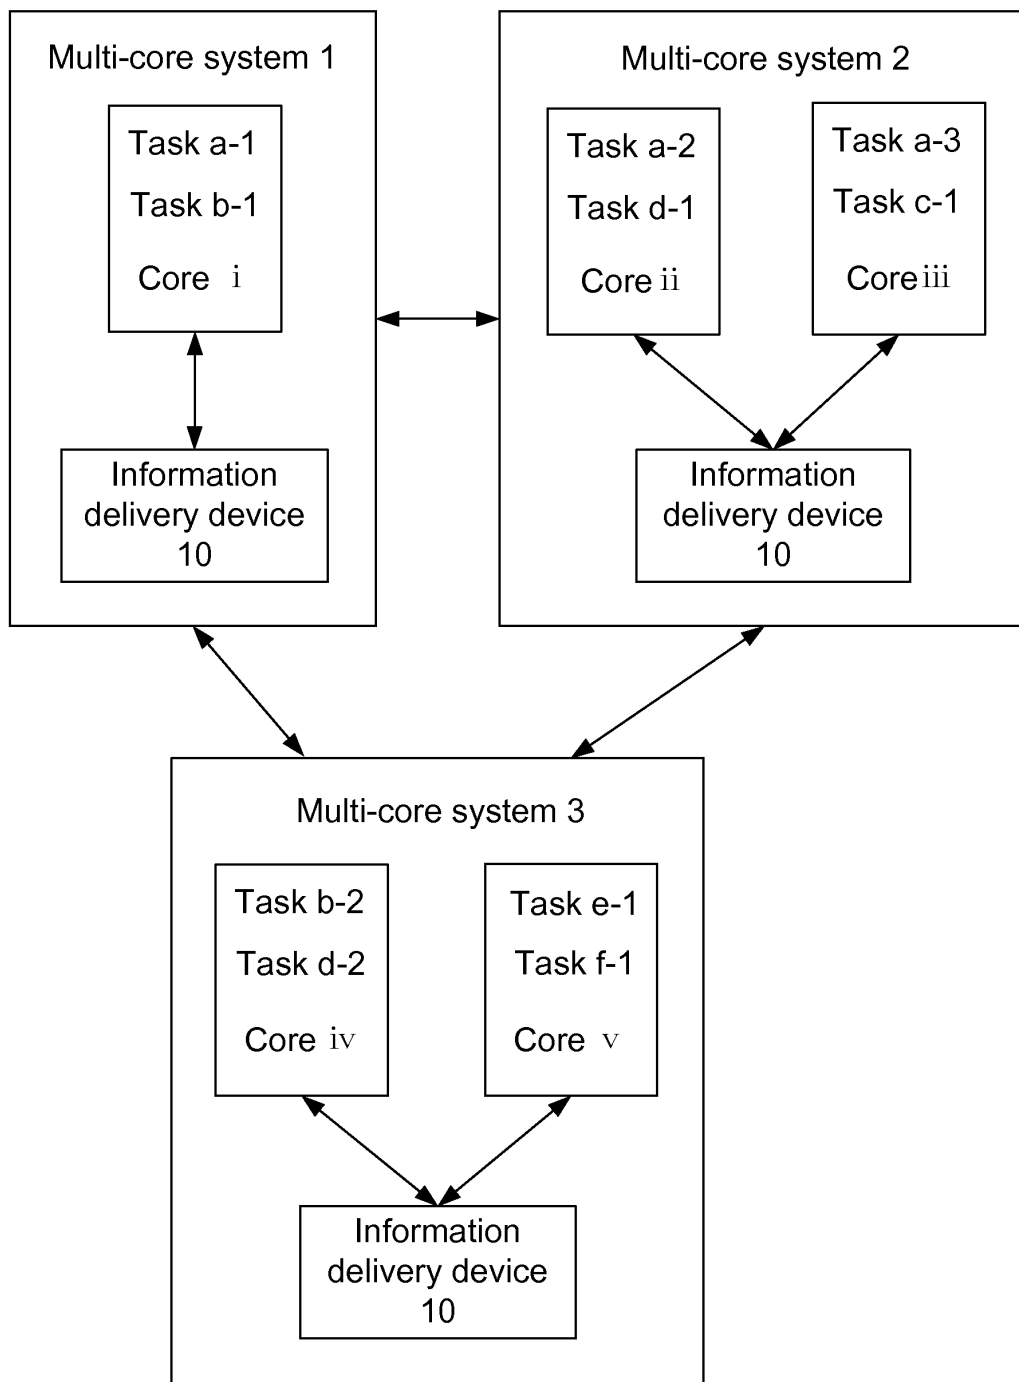 Multi-core system 1
Task a-1
Task b-1
Core i
Information
delivery device
10
Multi-core system 2
Task a-2
Task d-1
Core ii
Task a-3
Task c-1
Core iii
Information
delivery device
10
Multi-core system 3
Task b-2
Task d-2
Core iv
Task e-1
Task f-1
Core v
Information
delivery device
10